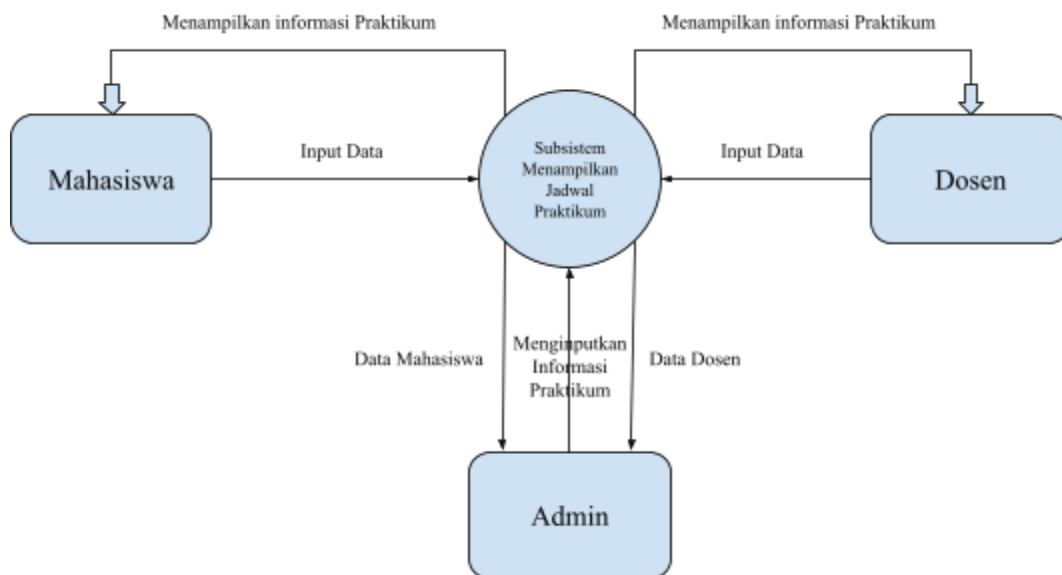 Menampilkan informasi Praktikum
Menampilkan informasi Praktikum
Mahasiswa
Input Data
Subsistem
Menampilkan
Jadwal
Praktikum
Input Data
Dosen
Data Mahasiswa
Menginputkan
Informasi
Praktikum
Data Dosen
Admin